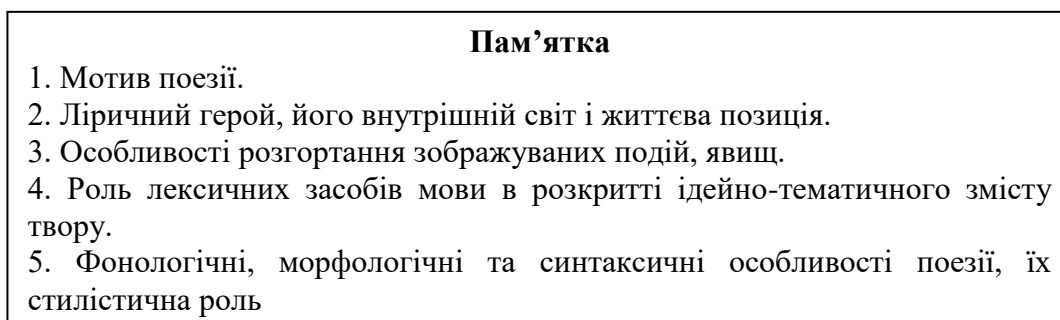 Пам’ятка
1. Мотив поезії.
2. Ліричний герой, його внутрішній світ і життєва позиція.
3. Особливості розгортання зображуваних подій, явищ.
4. Роль лексичних засобів мови в розкритті ідейно-тематичного змісту
твору.
5. Фонологічні, морфологічні та синтаксичні особливості поезії, їх
стилістична роль